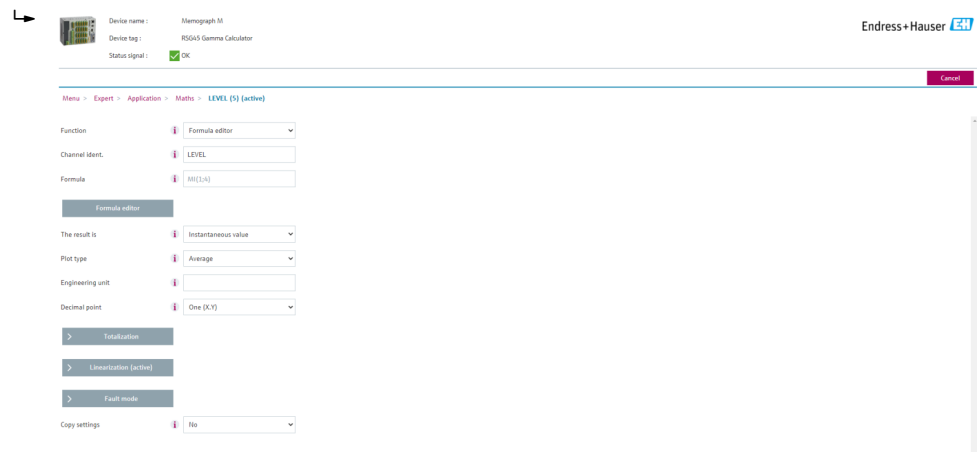 Device name : Memograph M
Endress+Hauser EH
Device tag : RSG45 Gamma Calculator
Status signal : OK
Cancel
Menu > Expert > Application > Maths > LEVEL (5) (active)
Function i Formula editor
Channel ident. i LEVEL
Formula i MI(1;4)
Formula editor
The result is i Instantaneous value
Plot type i Average
Engineering unit i
Decimal point i One (X.Y)
> Totalization
> Linearization (active)
> Fault mode
Copy settings i No